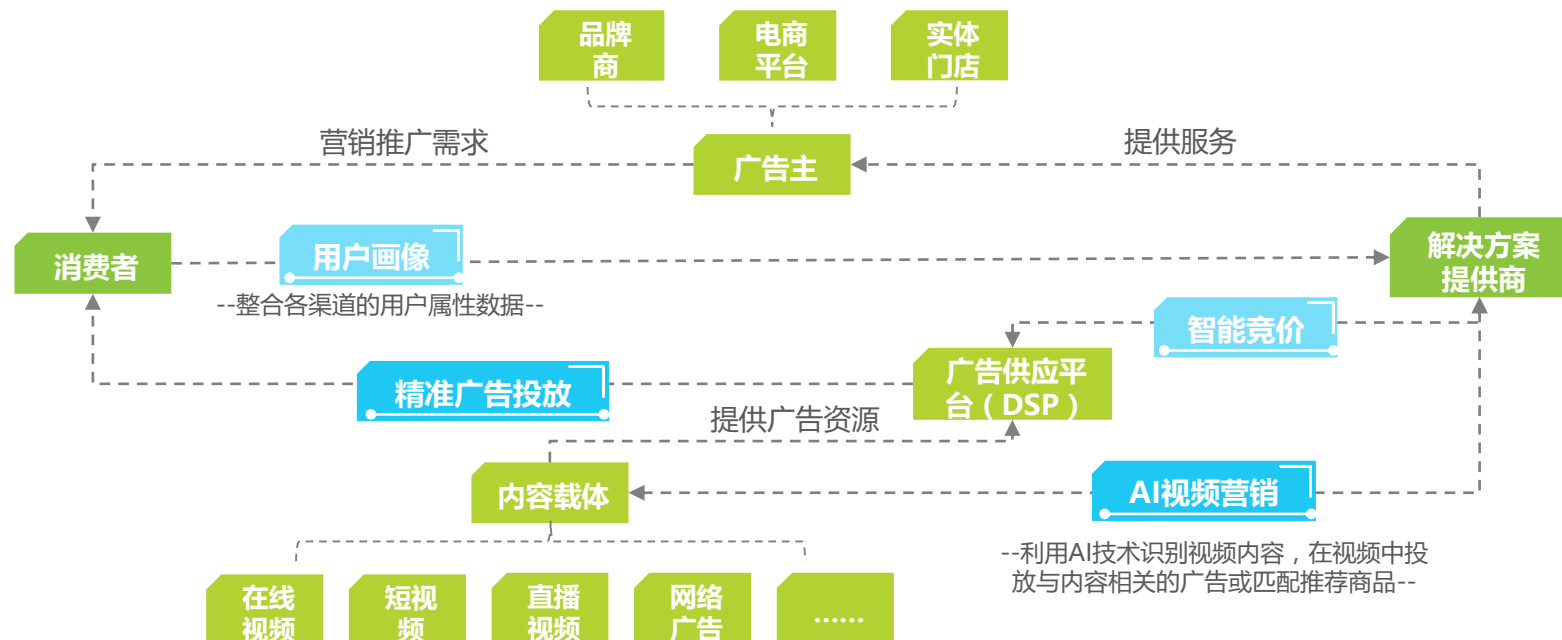 品牌
商
电商
平台
实体
门店
营销推广需求
广告主
提供服务
消费者
用户画像
解决方案
提供商
--整合各渠道的用户属性数据--
智能竞价
精准广告投放
广告供应平
台（DSP）
提供广告资源
内容载体
AI视频营销
--利用AI技术识别视频内容，在视频中投
放与内容相关的广告或匹配推荐商品--
在线
视频
短视
频
直播
视频
网络
广告
……